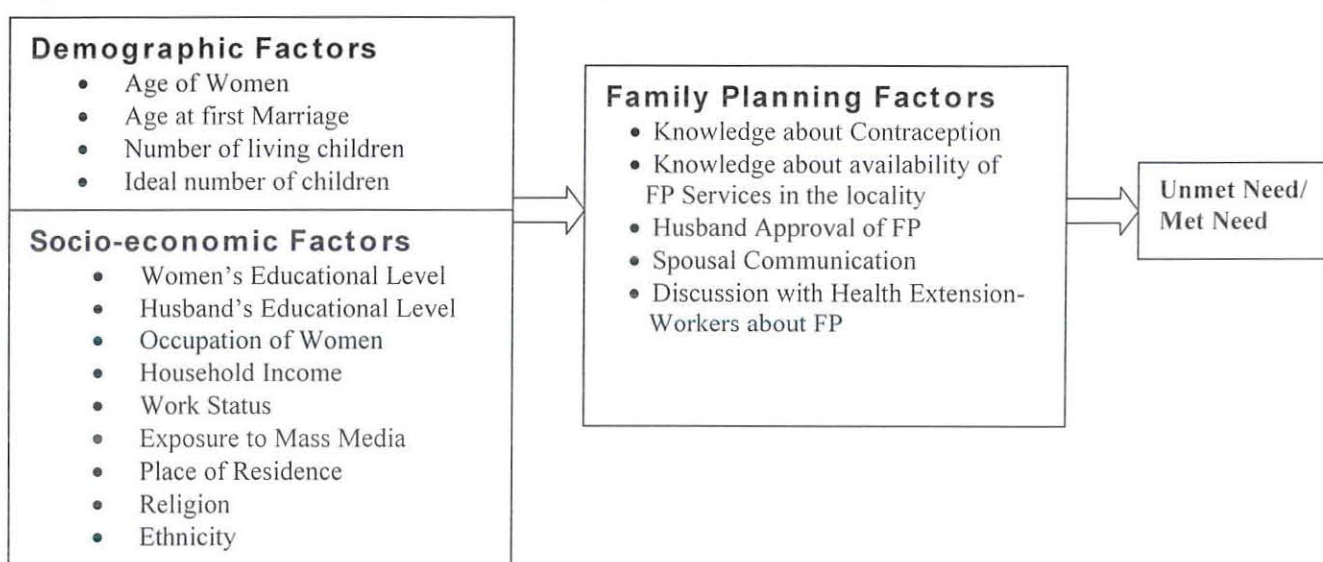 Demographic Factors
• Age of Women
• Age at first Marriage
• Number of living children
• Ideal number of children
Socio-economic Factors
• Women's Educational Level
• Husband's Educational Level
• Occupation of Women
• Household Income
• Work Status
• Exposure to Mass Media
• Place of Residence
• Religion
• Ethnicity
Family Planning Factors
• Knowledge about Contraception
• Knowledge about availability of
FP Services in the locality
• Husband Approval of FP
• Spousal Communication
• Discussion with Health Extension-
Workers about FP
Unmet Need/
Met Need